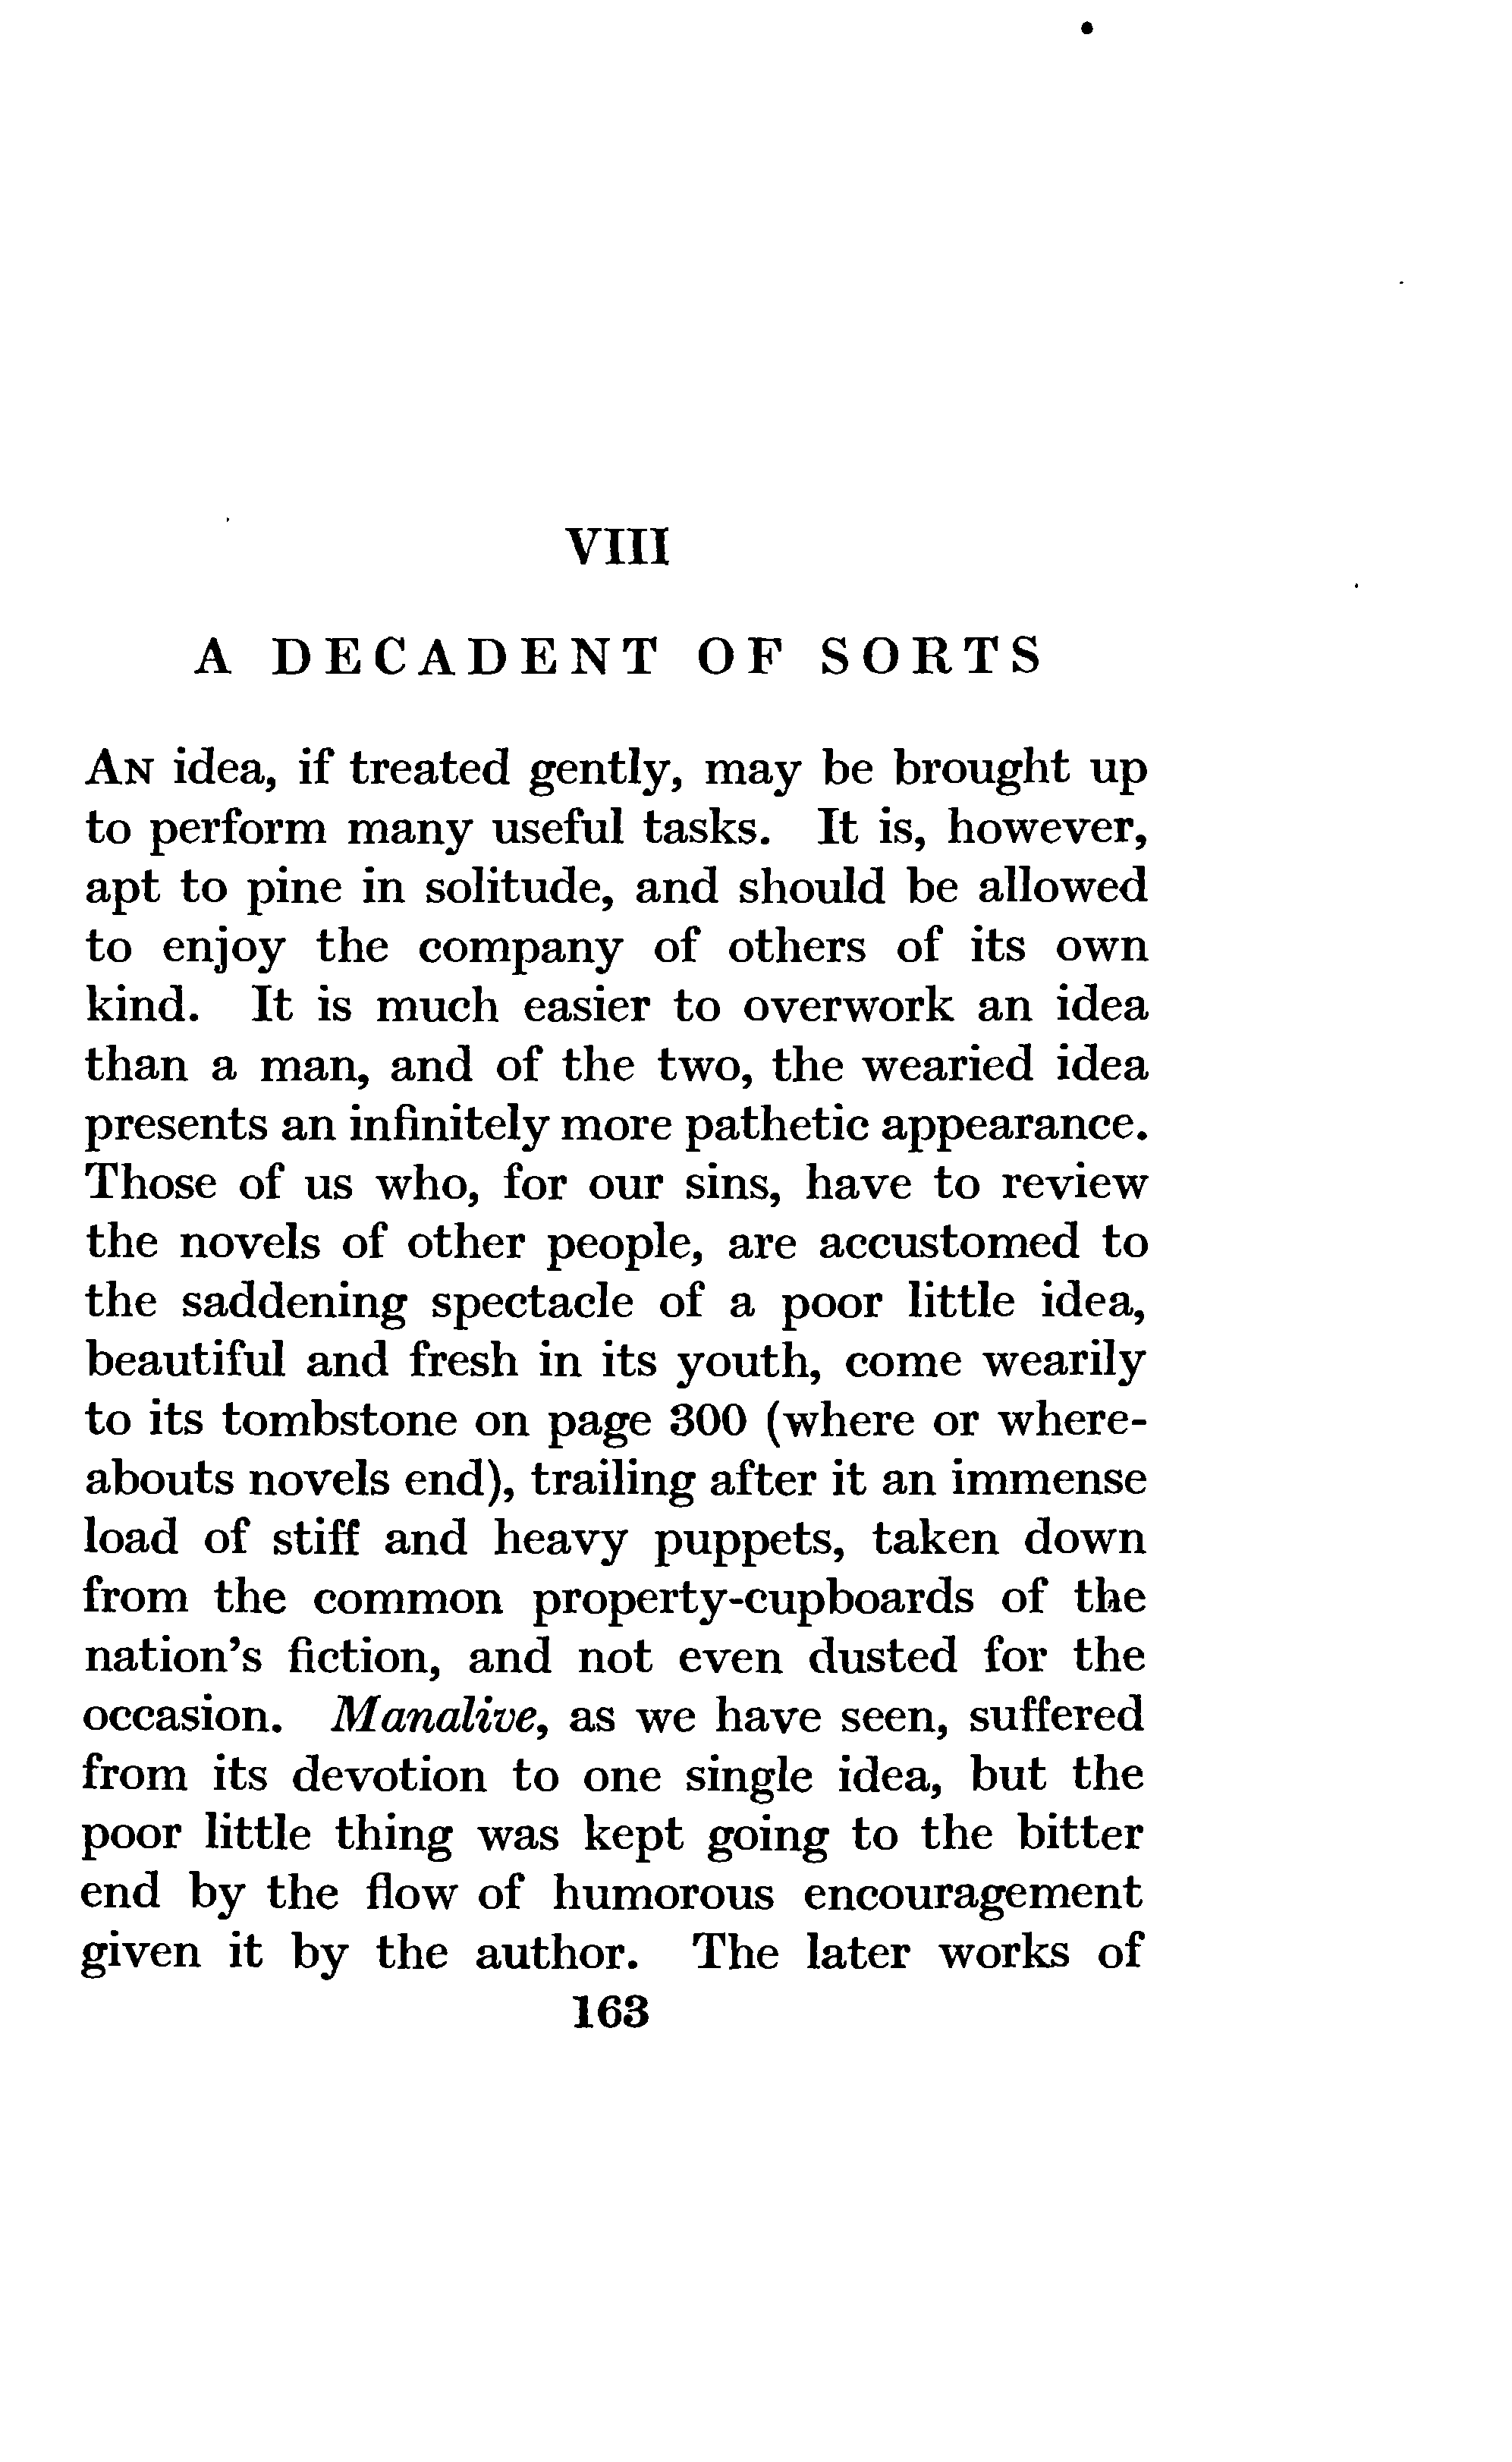 VIII
A DECADENT OF SORTS
AN idea, if treated gently, may be brought up
to perform many useful tasks. It is, however,
apt to pine in solitude, and should be allowed
to enjoy the company of others of its own
kind. It is much easier to overwork an idea
than a man, and of the two, the wearied idea
presents an infinitely more pathetic appearance.
Those of us who, for our sins, have to review
the novels of other people, are accustomed to
the saddening spectacle of a poor little idea,
beautiful and fresh in its youth, come wearily
to its tombstone on page 300 (where or where-
abouts novels end), trailing after it an immense
load of stiff and heavy puppets, taken down
from the common property-cupboards of the
nation's fiction, and not even dusted for the
occasion. Manalive, as we have seen, suffered
from its devotion to one single idea, but the
poor little thing was kept going to the bitter
end by the flow of humorous encouragement
given it by the author. The later works of
163